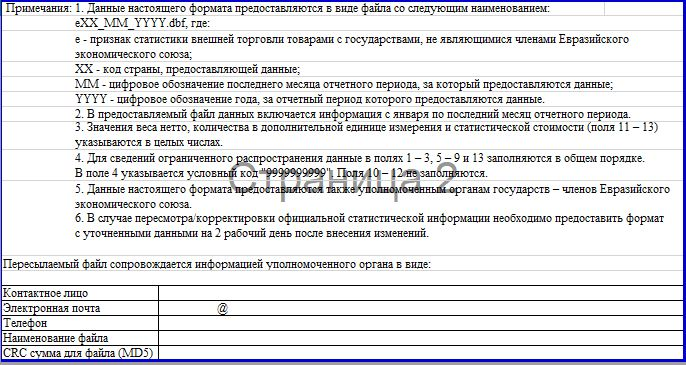 Примечания: 1. Данные настоящего формата предоставляются в виде файла со следующим наименованием:
eXX_MM_YYYY.dbf, где:
e - признак статистики внешней торговли товарами с государствами, не являющимися членами Евразийского
экономического союза;
XX - код страны, предоставляющей данные;
MM - цифровое обозначение последнего месяца отчетного периода, за который предоставляются данные;
YYYY - цифровое обозначение года, за отчетный период которого предоставляются данные.
2. В предоставляемый файл данных включается информация с января по последний месяц отчетного периода.
3. Значения веса нетто, количества в дополнительной единице измерения и статистической стоимости (поля 11 – 13)
указываются в целых числах.
4. Для сведений ограниченного распространения данные в полях 1 – 3, 5 – 9 и 13 заполняются в общем порядке.
В поле 4 указывается условный код "9999999999". Поля 10 – 12 не заполняются.
Страница 2
5. Данные настоящего формата предоставляются также уполномоченным органам государств – членов Евразийского
экономического союза.
6. В случае пересмотра/корректировки официальной статистической информации необходимо предоставить формат
с уточненными данными на 2 рабочий день после внесения изменений.
Пересылаемый файл сопровождается информацией уполномоченного органа в виде:
Контактное лицо
Электронная почта @
Телефон
Наименование файла
CRC сумма для файла (MD5)